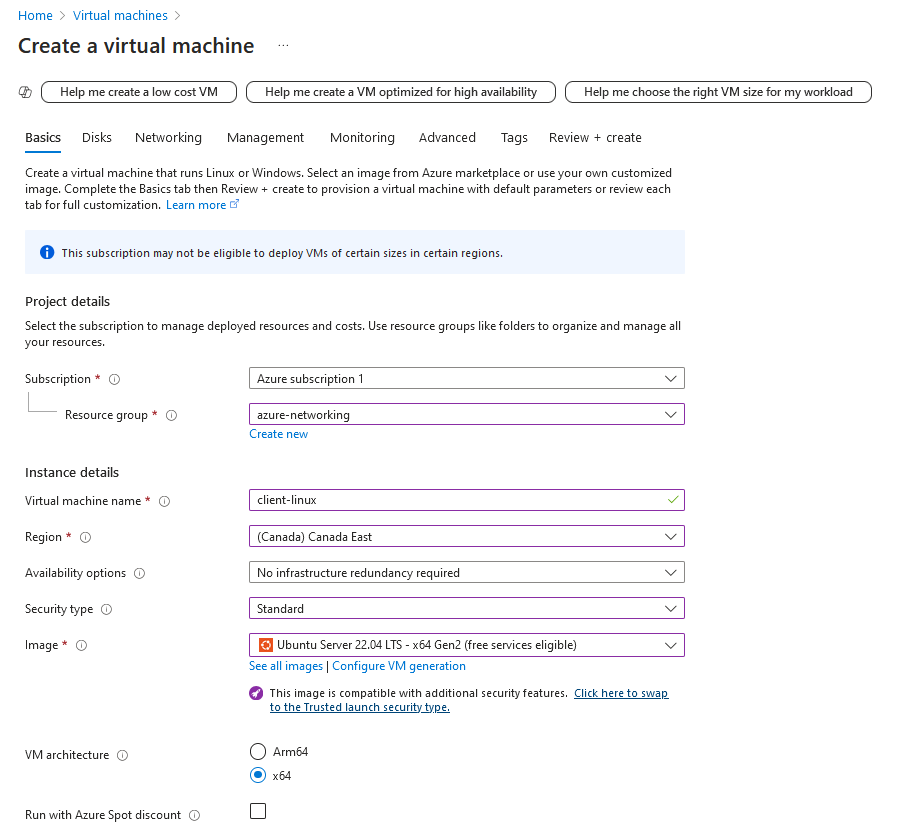 Home > Virtual machines >
Create a virtual machine ...
Help me create a low cost VM Help me create a VM optimized for high availability Help me choose the right VM size for my workload
Basics Disks Networking Management Monitoring Advanced Tags Review + create
Create a virtual machine that runs Linux or Windows. Select an image from Azure marketplace or use your own customized
image. Complete the Basics tab then Review + create to provision a virtual machine with default parameters or review each
tab for full customization. Learn more
This subscription may not be eligible to deploy VMs of certain sizes in certain regions.
Project details
Select the subscription to manage deployed resources and costs. Use resource groups like folders to organize and manage all
your resources.
Subscription * Azure subscription 1
Resource group * azure-networking
Create new
Instance details
Virtual machine name * client-linux
Region * (Canada) Canada East
Availability options No infrastructure redundancy required
Security type Standard
Image * Ubuntu Server 22.04 LTS - x64 Gen2 (free services eligible)
See all images | Configure VM generation
This image is compatible with additional security features. Click here to swap
to the Trusted launch security type.
VM architecture Arm64
x64
Run with Azure Spot discount